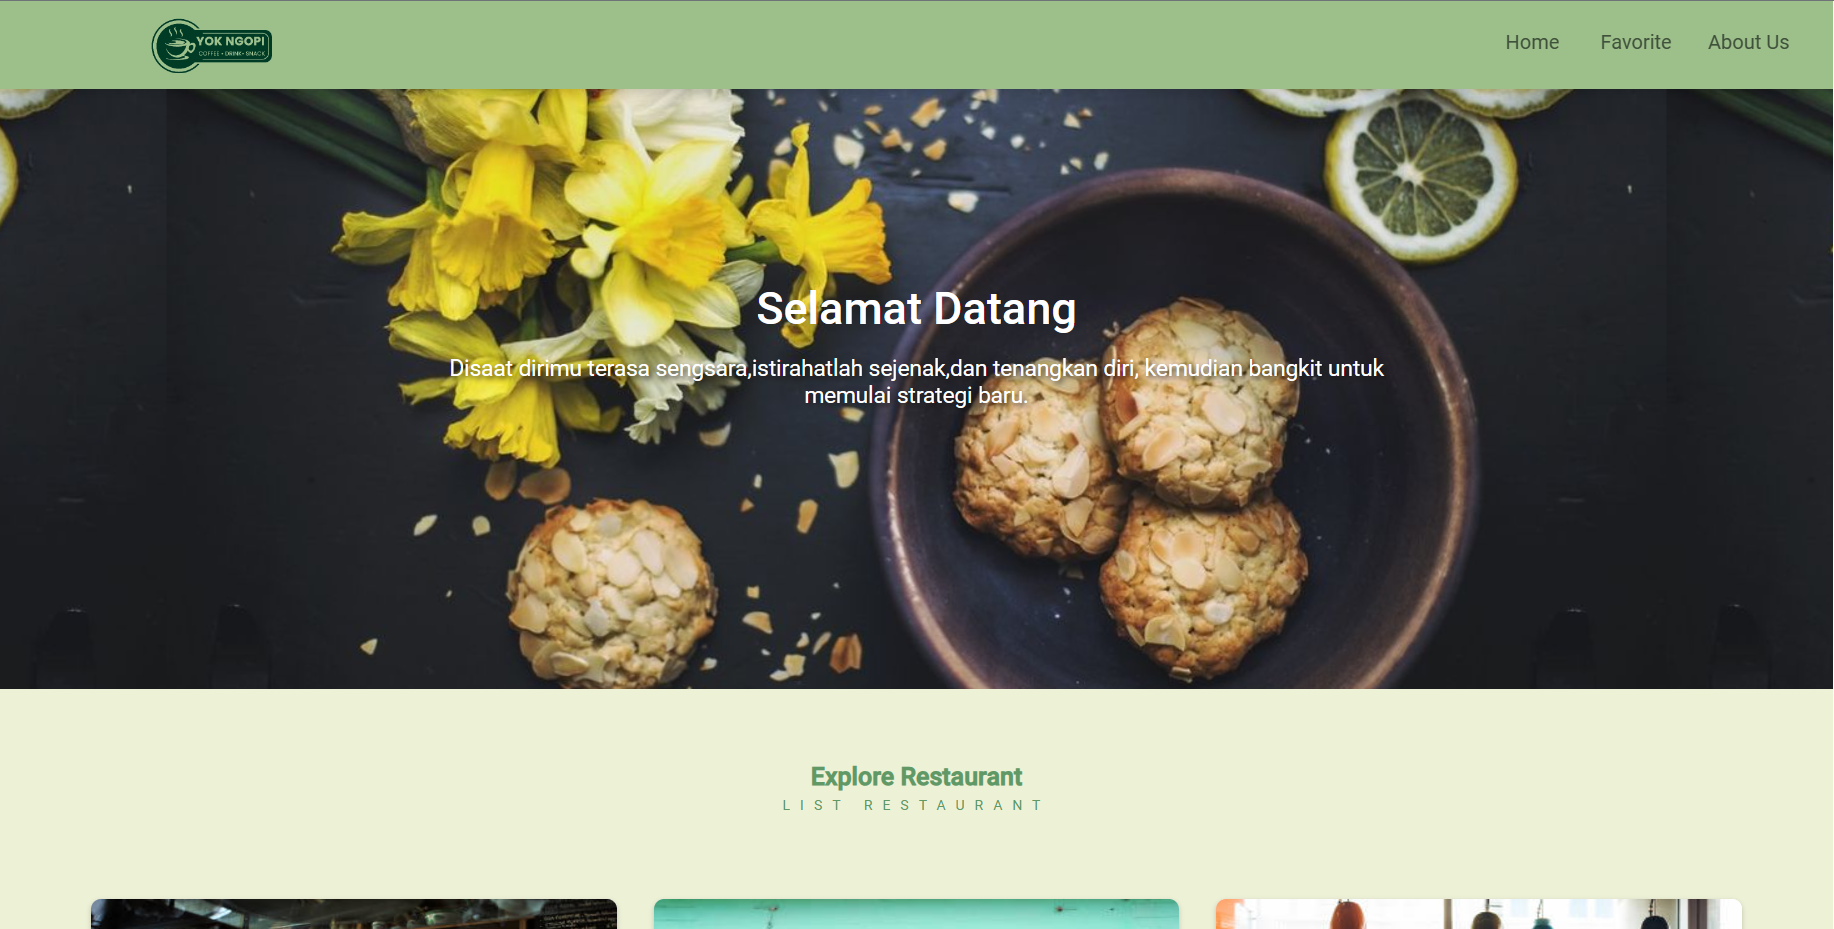 YOK NGOPI
COFFEE • DRINK • SNACK
Home Favorite About Us
Selamat Datang
Disaat dirimu terasa sengsara,istirahatlah sejenak,dan tenangkan diri, kemudian bangkit untuk
memulai strategi baru.
Explore Restaurant
LIST RESTAURANT